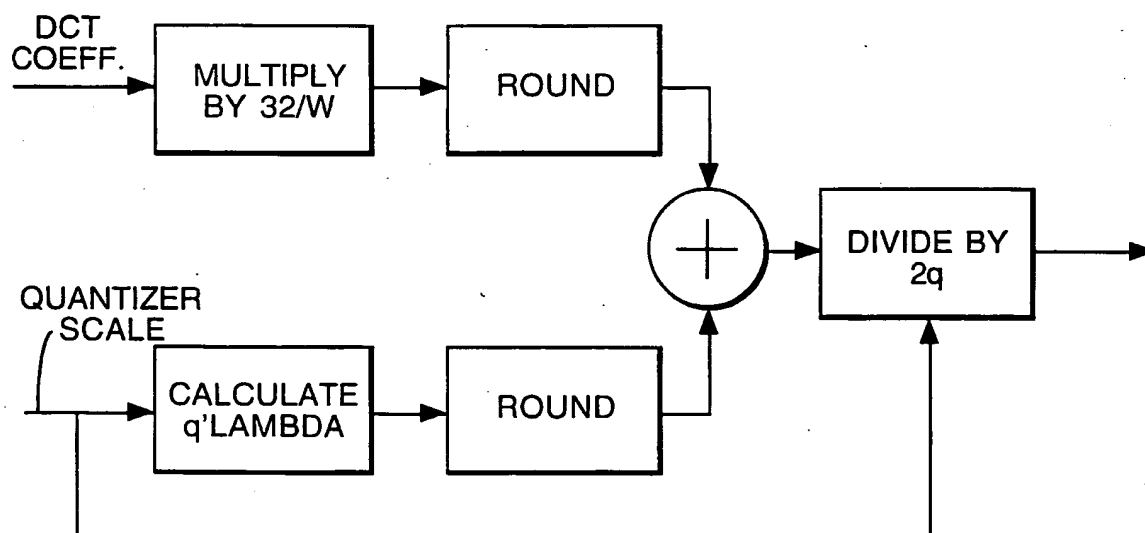 DCT
COEFF.
MULTIPLY
BY 32/W
ROUND
DIVIDE BY
2q
QUANTIZER
SCALE
CALCULATE
q'LAMBDA
ROUND